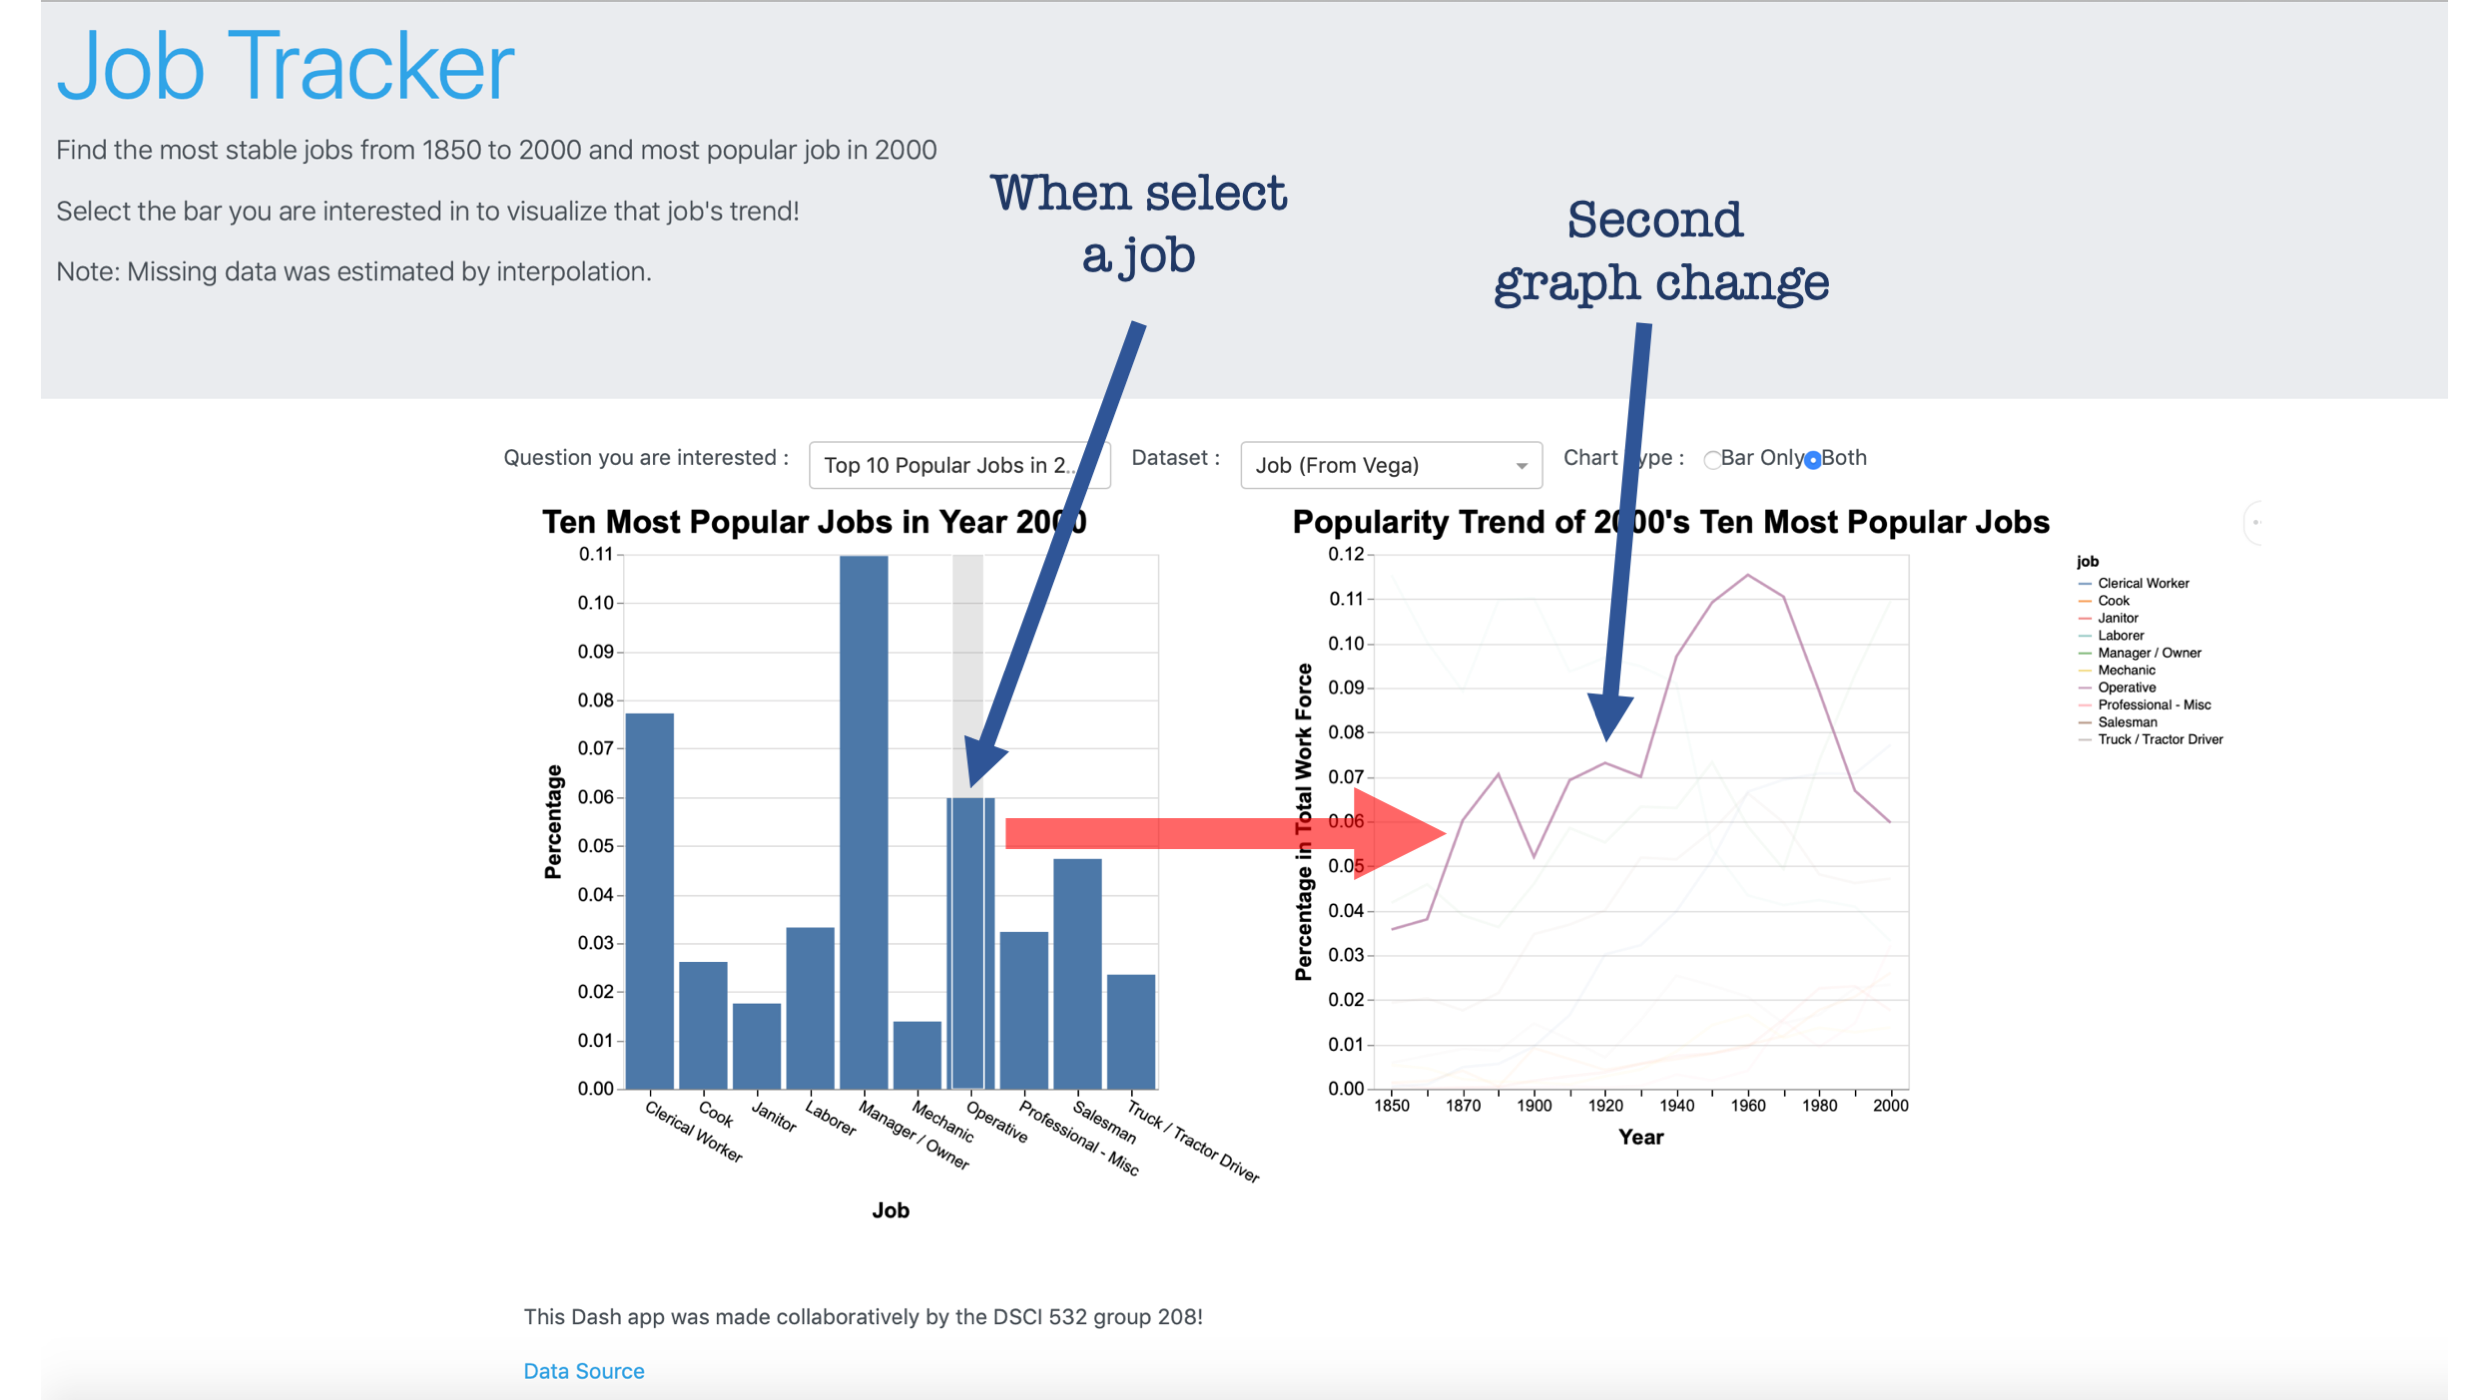 Job Tracker
Find the most stable jobs from 1850 to 2000 and most popular job in 2000
Select the bar you are interested in to visualize that job's trend!
Note: Missing data was estimated by interpolation.
When select
a job
Second
graph change
Question you are interested :
Top 10 Popular Jobs in 2...
Dataset :
Job (From Vega)
Chart Type :
Bar Only
Both
Ten Most Popular Jobs in Year 2000
0.11
0.10
0.09
0.08
0.07
0.06
0.05
0.04
0.03
0.02
0.01
0.00
Percentage
Clerical Worker
Cook
Janitor
Laborer
Manager / Owner
Mechanic
Operative
Professional - Misc
Salesman
Truck / Tractor Driver
Job
Popularity Trend of 2000's Ten Most Popular Jobs
0.12
0.11
0.10
0.09
0.08
0.07
0.06
0.05
0.04
0.03
0.02
0.01
0.00
Percentage in Total Work Force
1850
1870
1900
1920
1940
1960
1980
2000
Year
job
Clerical Worker
Cook
Janitor
Laborer
Manager / Owner
Mechanic
Operative
Professional - Misc
Salesman
Truck / Tractor Driver
This Dash app was made collaboratively by the DSCI 532 group 208!
Data Source